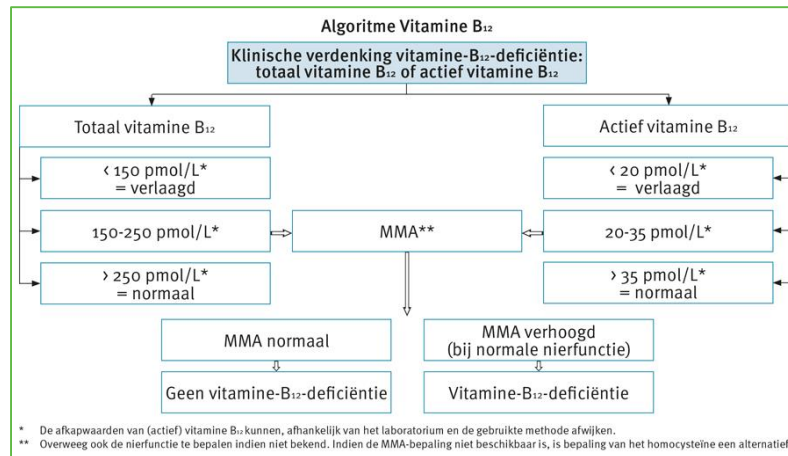 Algoritme Vitamine B₁₂
Klinische verdenking vitamine-B₁₂-deficiëntie:
totaal vitamine B₁₂ of actief vitamine B₁₂
Totaal vitamine B₁₂
Actief vitamine B₁₂
< 150 pmol/L*
= verlaagd
< 20 pmol/L*
= verlaagd
150-250 pmol/L*
MMA**
20-35 pmol/L*
> 250 pmol/L*
= normaal
> 35 pmol/L*
= normaal
MMA normaal
MMA verhoogd
(bij normale nierfunctie)
Geen vitamine-B₁₂-deficiëntie
Vitamine-B₁₂-deficiëntie
* De afkapwaarden van (actief) vitamine B₁₂ kunnen, afhankelijk van het laboratorium en de gebruikte methode afwijken.
** Overweeg ook de nierfunctie te bepalen indien niet bekend. Indien de MMA-bepaling niet beschikbaar is, is bepaling van het homocysteïne een alternatief